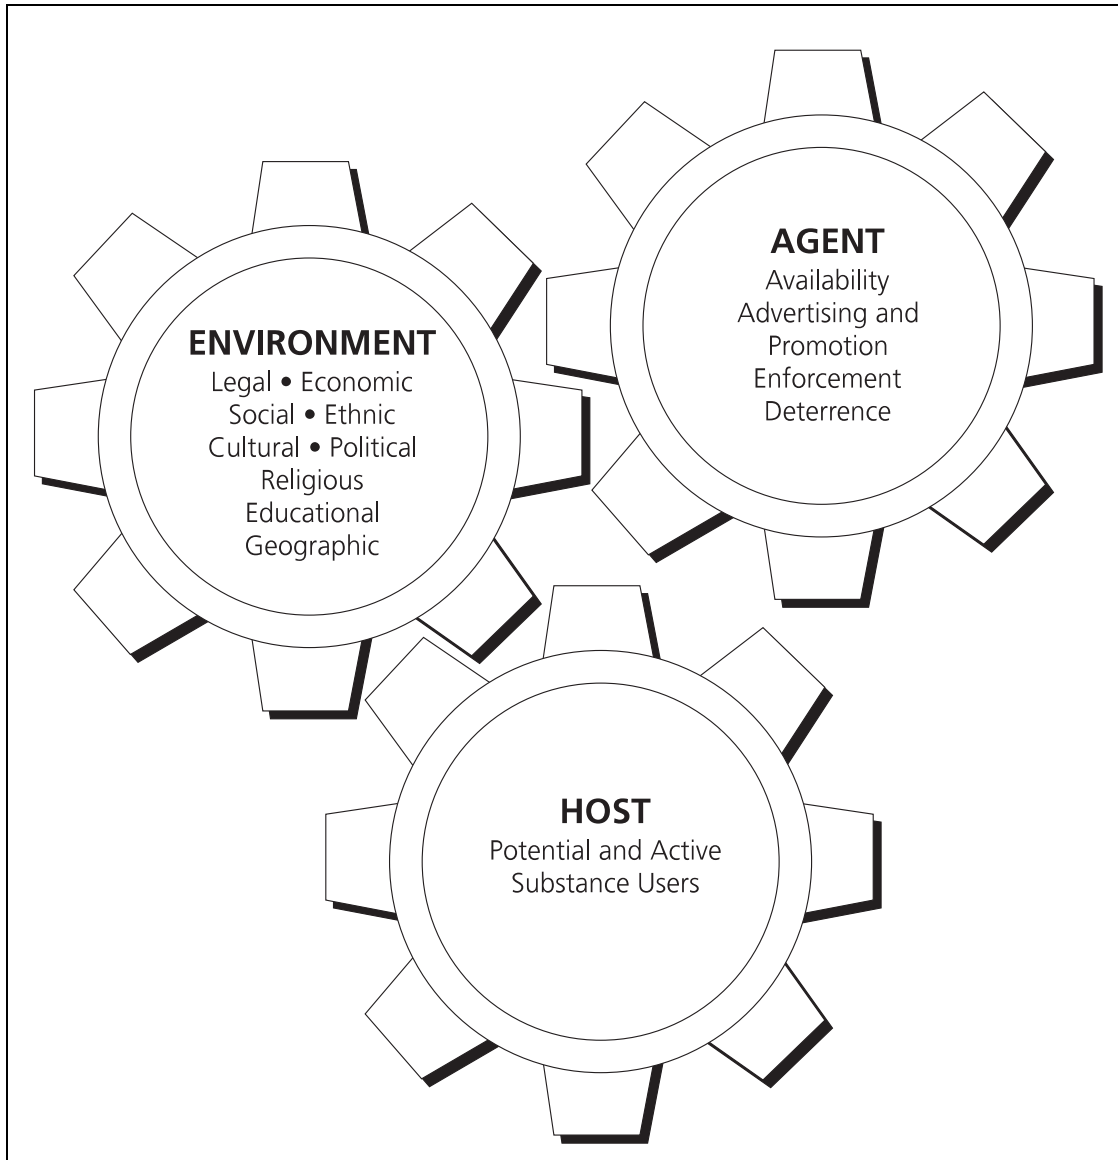 ENVIRONMENT
Legal • Economic
Social • Ethnic
Cultural • Political
Religious
Educational
Geographic
AGENT
Availability
Advertising and
Promotion
Enforcement
Deterrence
HOST
Potential and Active
Substance Users